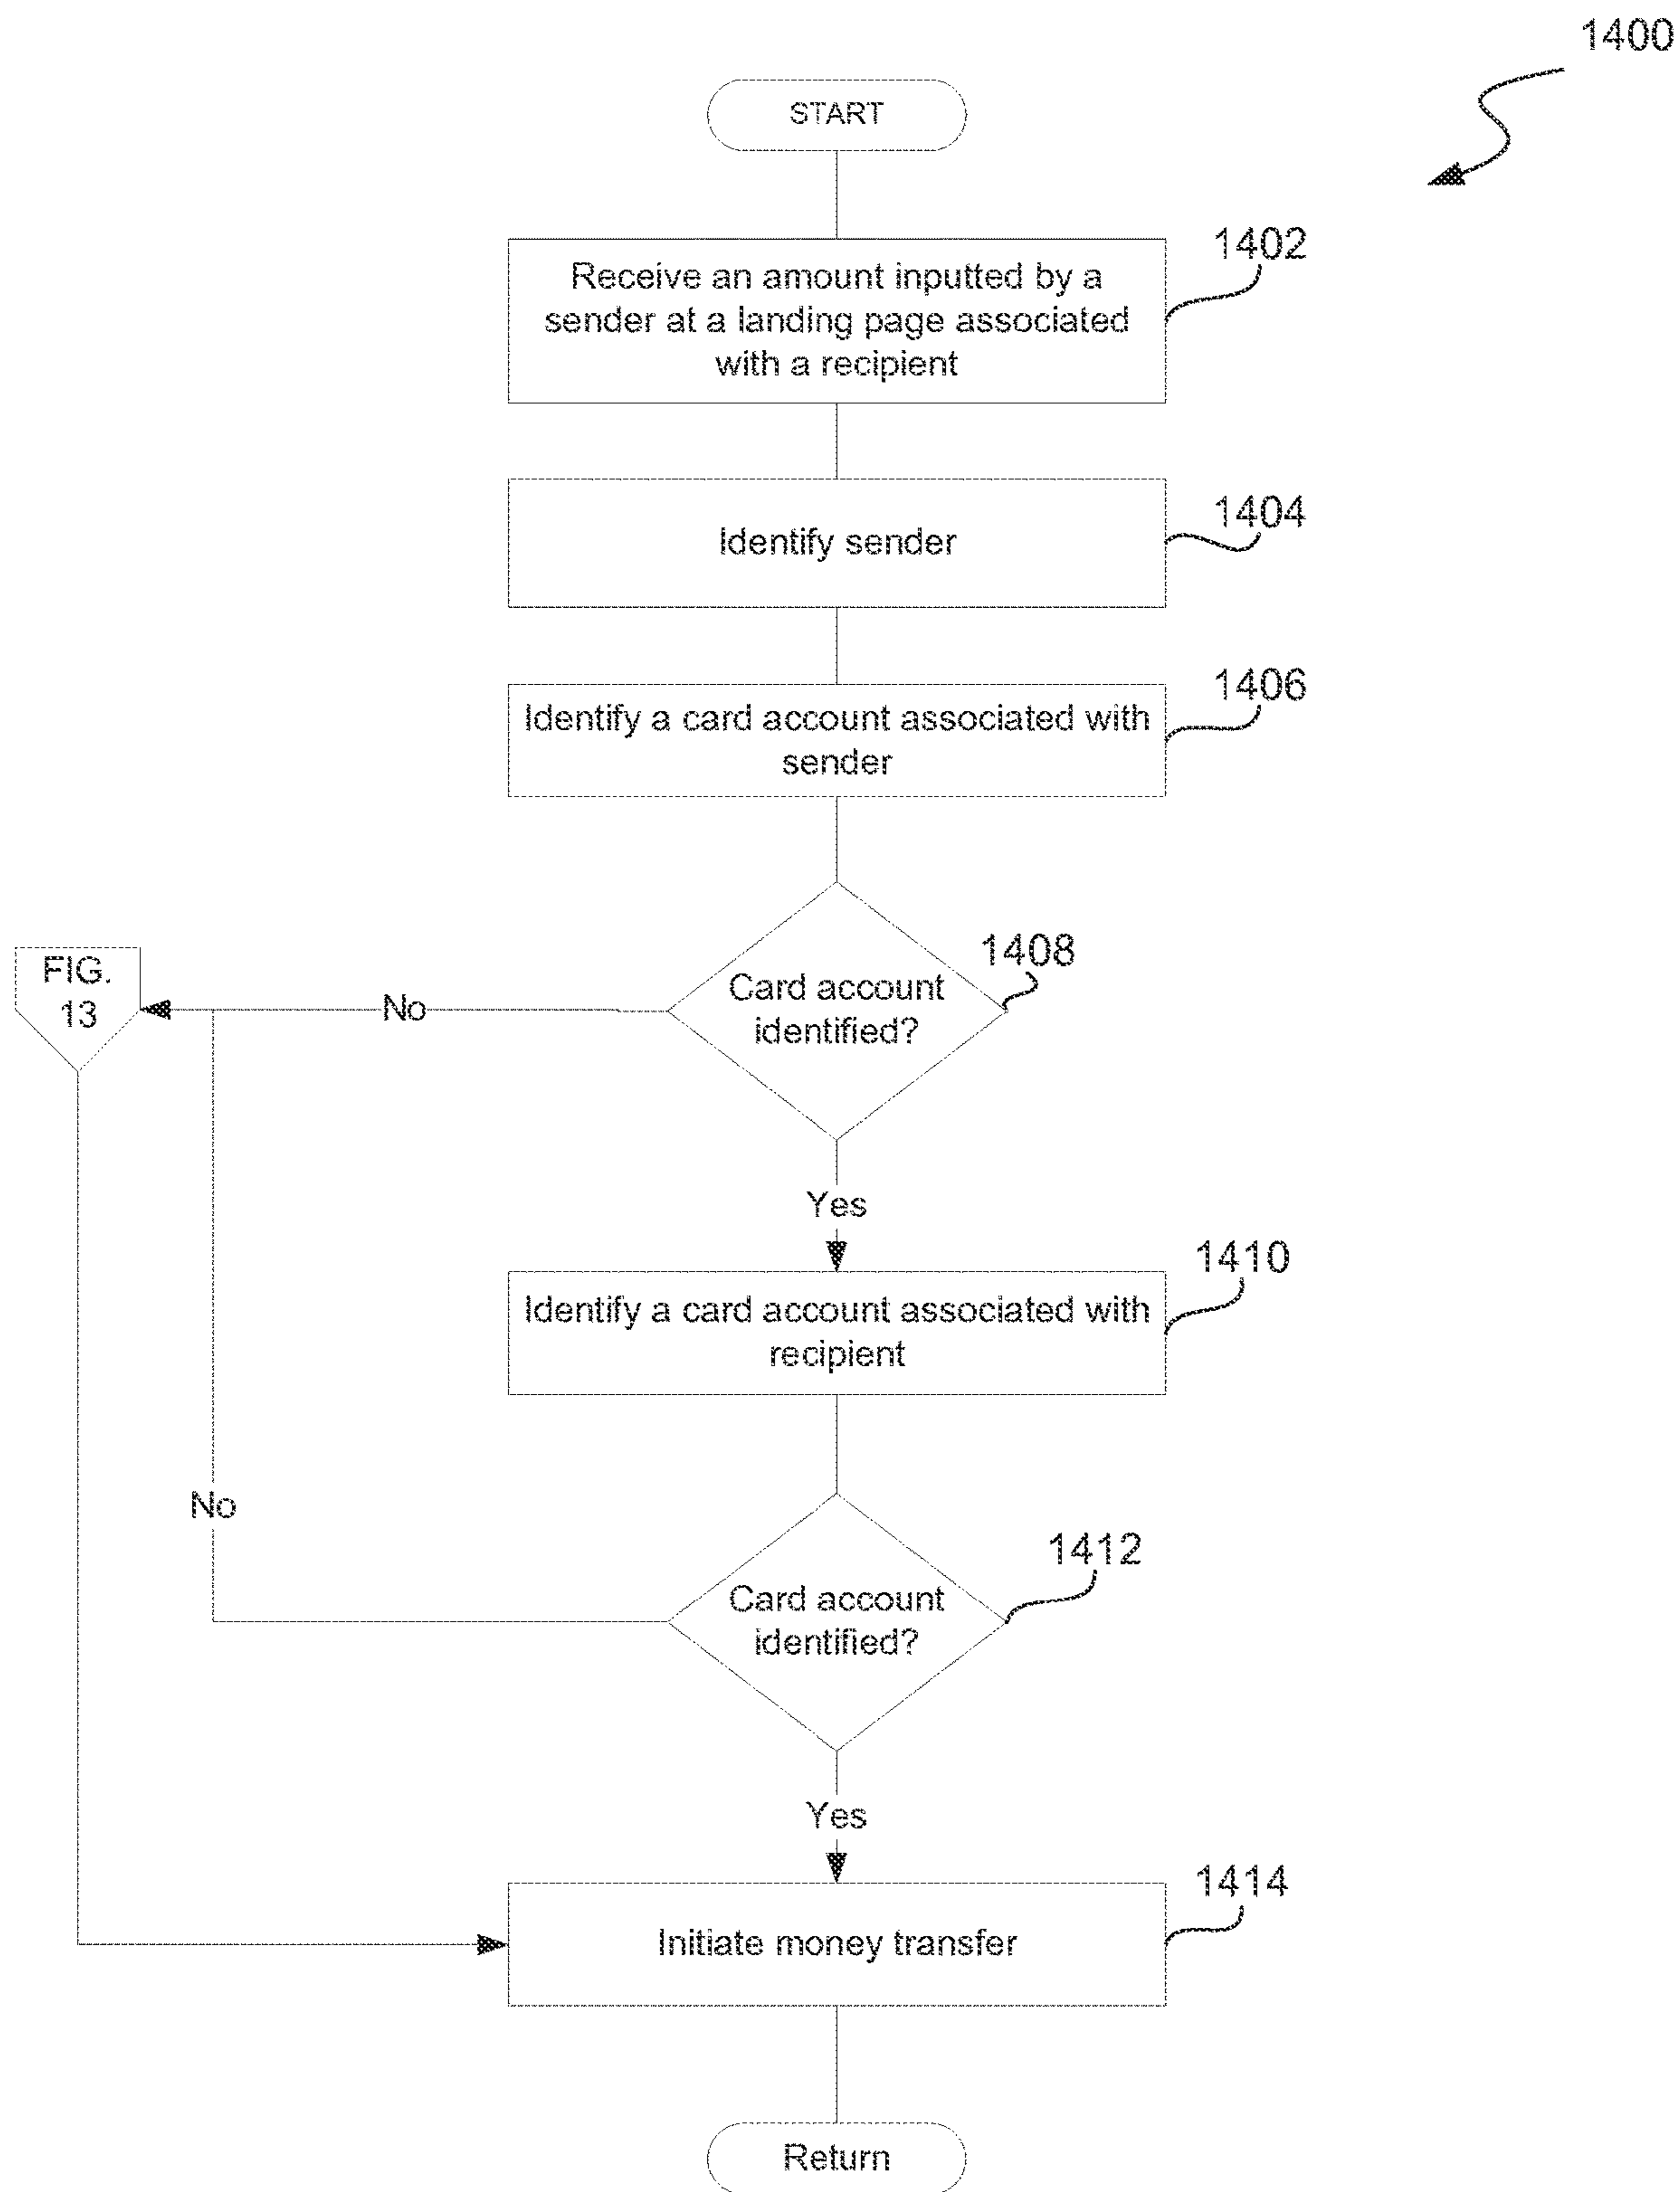 1400
START
1402
Receive an amount inputted by a
sender at a landing page associated
with a recipient
1404
Identify sender
1406
Identify a card account associated with
sender
1408
FIG.
13
No
Card account
identified?
Yes
1410
Identify a card account associated with
recipient
No
1412
Card account
identified?
Yes
1414
Initiate money transfer
Return